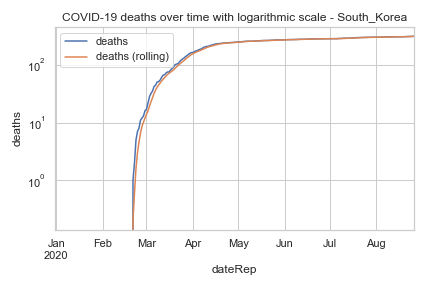 COVID-19 deaths over time with logarithmic scale - South_Korea
deaths
deaths (rolling)
10²
10¹
10⁰
deaths
Jan Feb Mar Apr May Jun Jul Aug
2020
dateRep